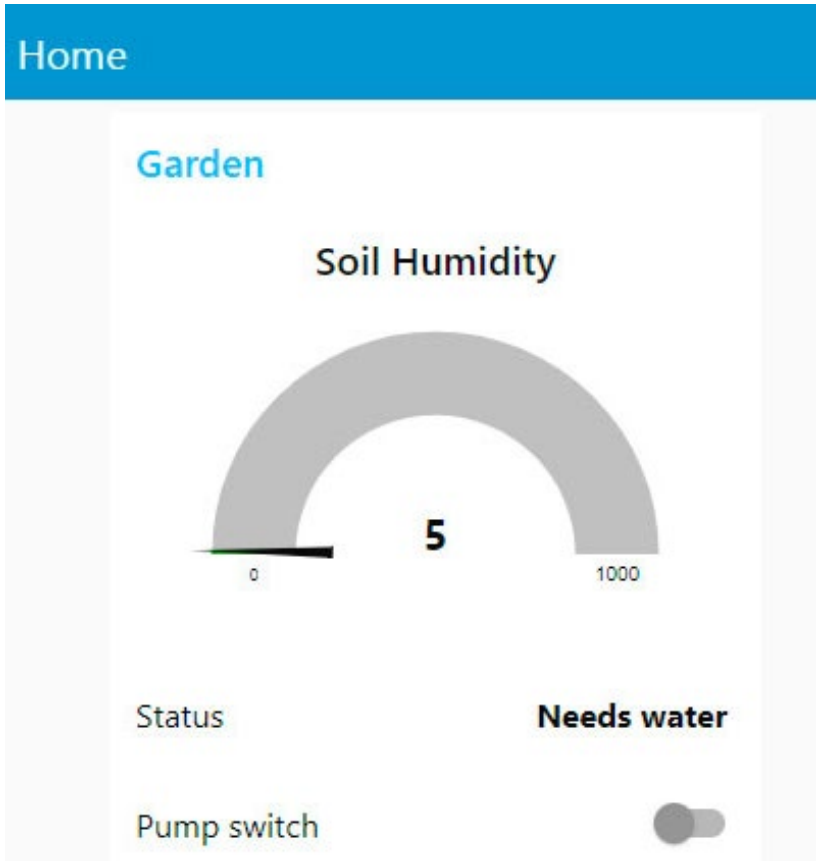 Home
Garden
Soil Humidity
5
0 1000
Status Needs water
Pump switch